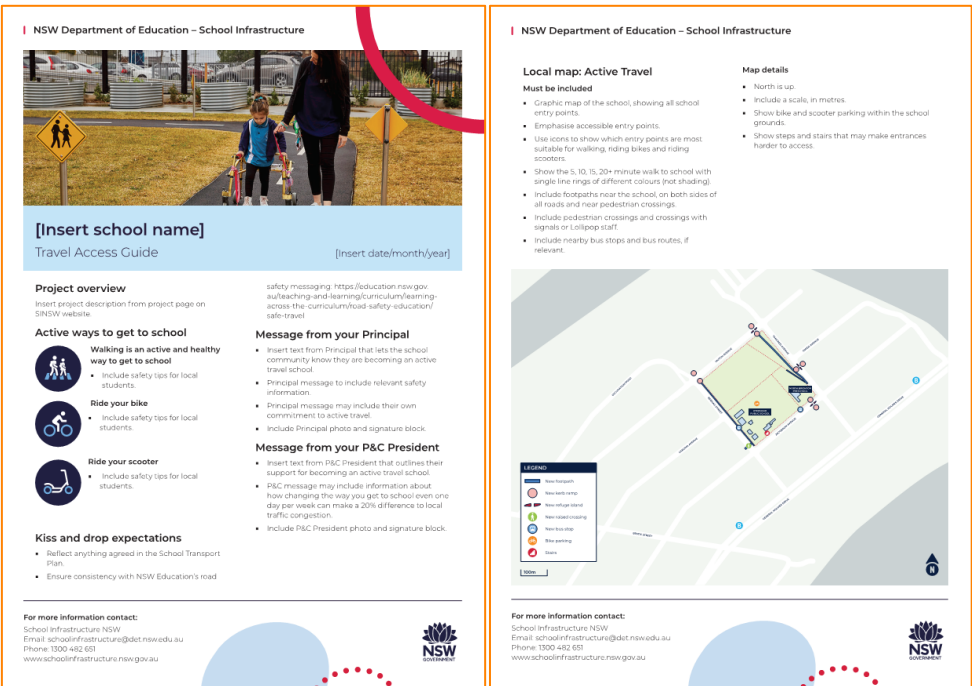 NSW Department of Education – School Infrastructure
[Insert school name]
Travel Access Guide
[Insert date/month/year]
Project overview
Insert project description from project page on
SINSW website.
Active ways to get to school
Walking is an active and healthy
way to get to school
▪ Include safety tips for local
students.
Ride your bike
▪ Include safety tips for local
students.
Ride your scooter
▪ Include safety tips for local
students.
Kiss and drop expectations
▪ Reflect anything agreed in the School Transport
Plan.
▪ Ensure consistency with NSW Education's road
safety messaging: https://education.nsw.gov.
au/teaching-and-learning/curriculum/learning-
across-the-curriculum/road-safety-education/
safe-travel
Message from your Principal
▪ Insert text from Principal that lets the school
community know they are becoming an active
travel school.
▪ Principal message to include relevant safety
information.
▪ Principal message may include their own
commitment to active travel.
▪ Include Principal photo and signature block.
Message from your P&C President
▪ Insert text from P&C President that outlines their
support for becoming an active travel school.
▪ P&C message may include information about
how changing the way you get to school even one
day per week can make a 20% difference to local
traffic congestion.
▪ Include P&C President photo and signature block.
For more information contact:
School Infrastructure NSW
Email: schoolinfrastructure@det.nsw.edu.au
Phone: 1300 482 651
www.schoolinfrastructure.nsw.gov.au
NSW
GOVERNMENT
NSW Department of Education – School Infrastructure
Local map: Active Travel
Must be included
▪ Graphic map of the school, showing all school
entry points.
▪ Emphasise accessible entry points.
▪ Use icons to show which entry points are most
suitable for walking, riding bikes and riding
scooters.
▪ Show the 5, 10, 15, 20+ minute walk to school with
single line rings of different colours (not shading).
▪ Include footpaths near the school, on both sides of
all roads and near pedestrian crossings.
▪ Include pedestrian crossings and crossings with
signals or Lollipop staff.
▪ Include nearby bus stops and bus routes, if
relevant.
Map details
▪ North is up.
▪ Include a scale, in metres.
▪ Show bike and scooter parking within the school
grounds.
▪ Show steps and stairs that may make entrances
harder to access.
B
B
LEGEND
New footpath
New kerb ramp
New refuge island
New raised crossing
New bus stop
Bike parking
Stairs
100m
N
For more information contact:
School Infrastructure NSW
Email: schoolinfrastructure@det.nsw.edu.au
Phone: 1300 482 651
www.schoolinfrastructure.nsw.gov.au
NSW
GOVERNMENT